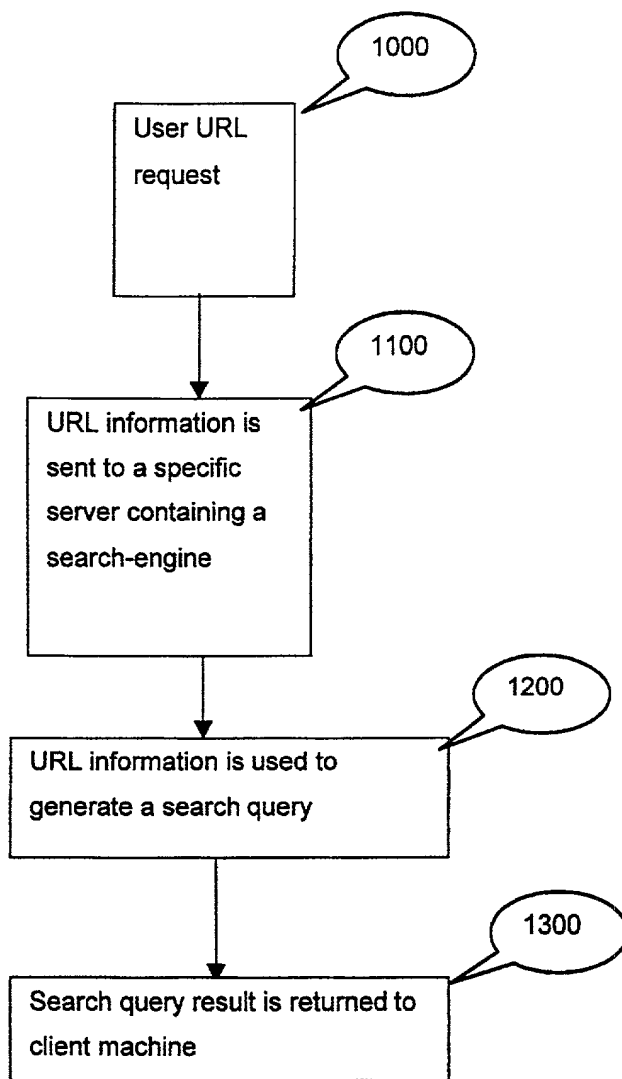 1000
User URL
request
1100
URL information is
sent to a specific
server containing a
search-engine
1200
URL information is used to
generate a search query
1300
Search query result is returned to
client machine